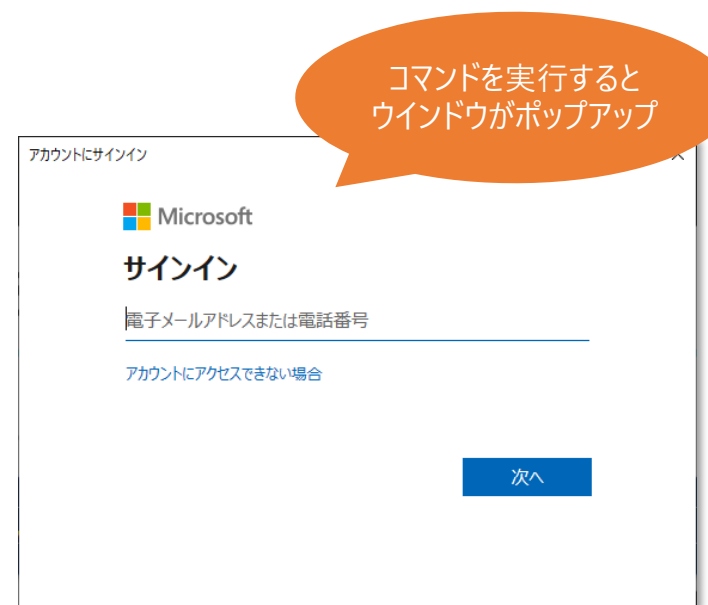 コマンドを実行すると
ウインドウがポップアップ
アカウントにサインイン
Microsoft
サインイン
電子メールアドレスまたは電話番号
アカウントにアクセスできない場合
次へ